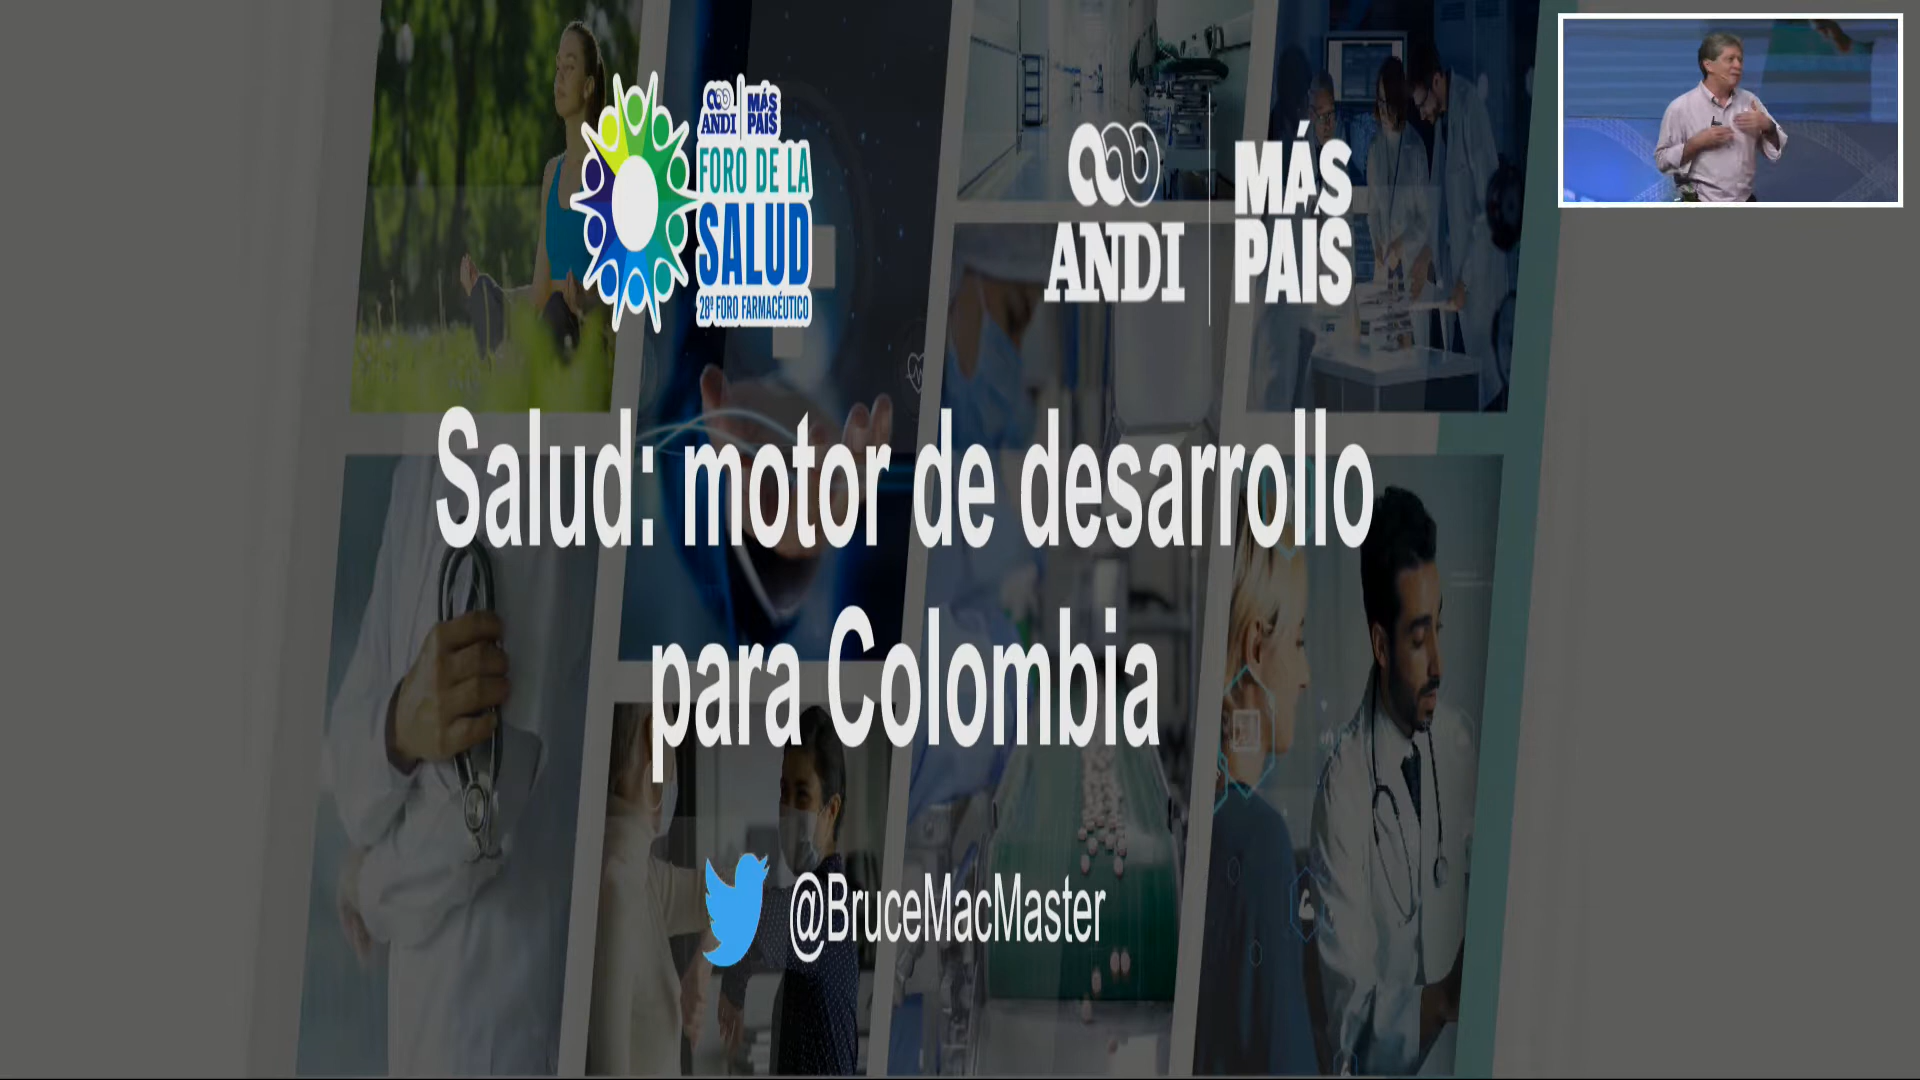 ANDI
MÁS
PAÍS
FORO DE LA
SALUD
28º FORO FARMACÉUTICO
ANDI
MÁS
PAÍS
Salud: motor de desarrollo
para Colombia
@BruceMacMaster